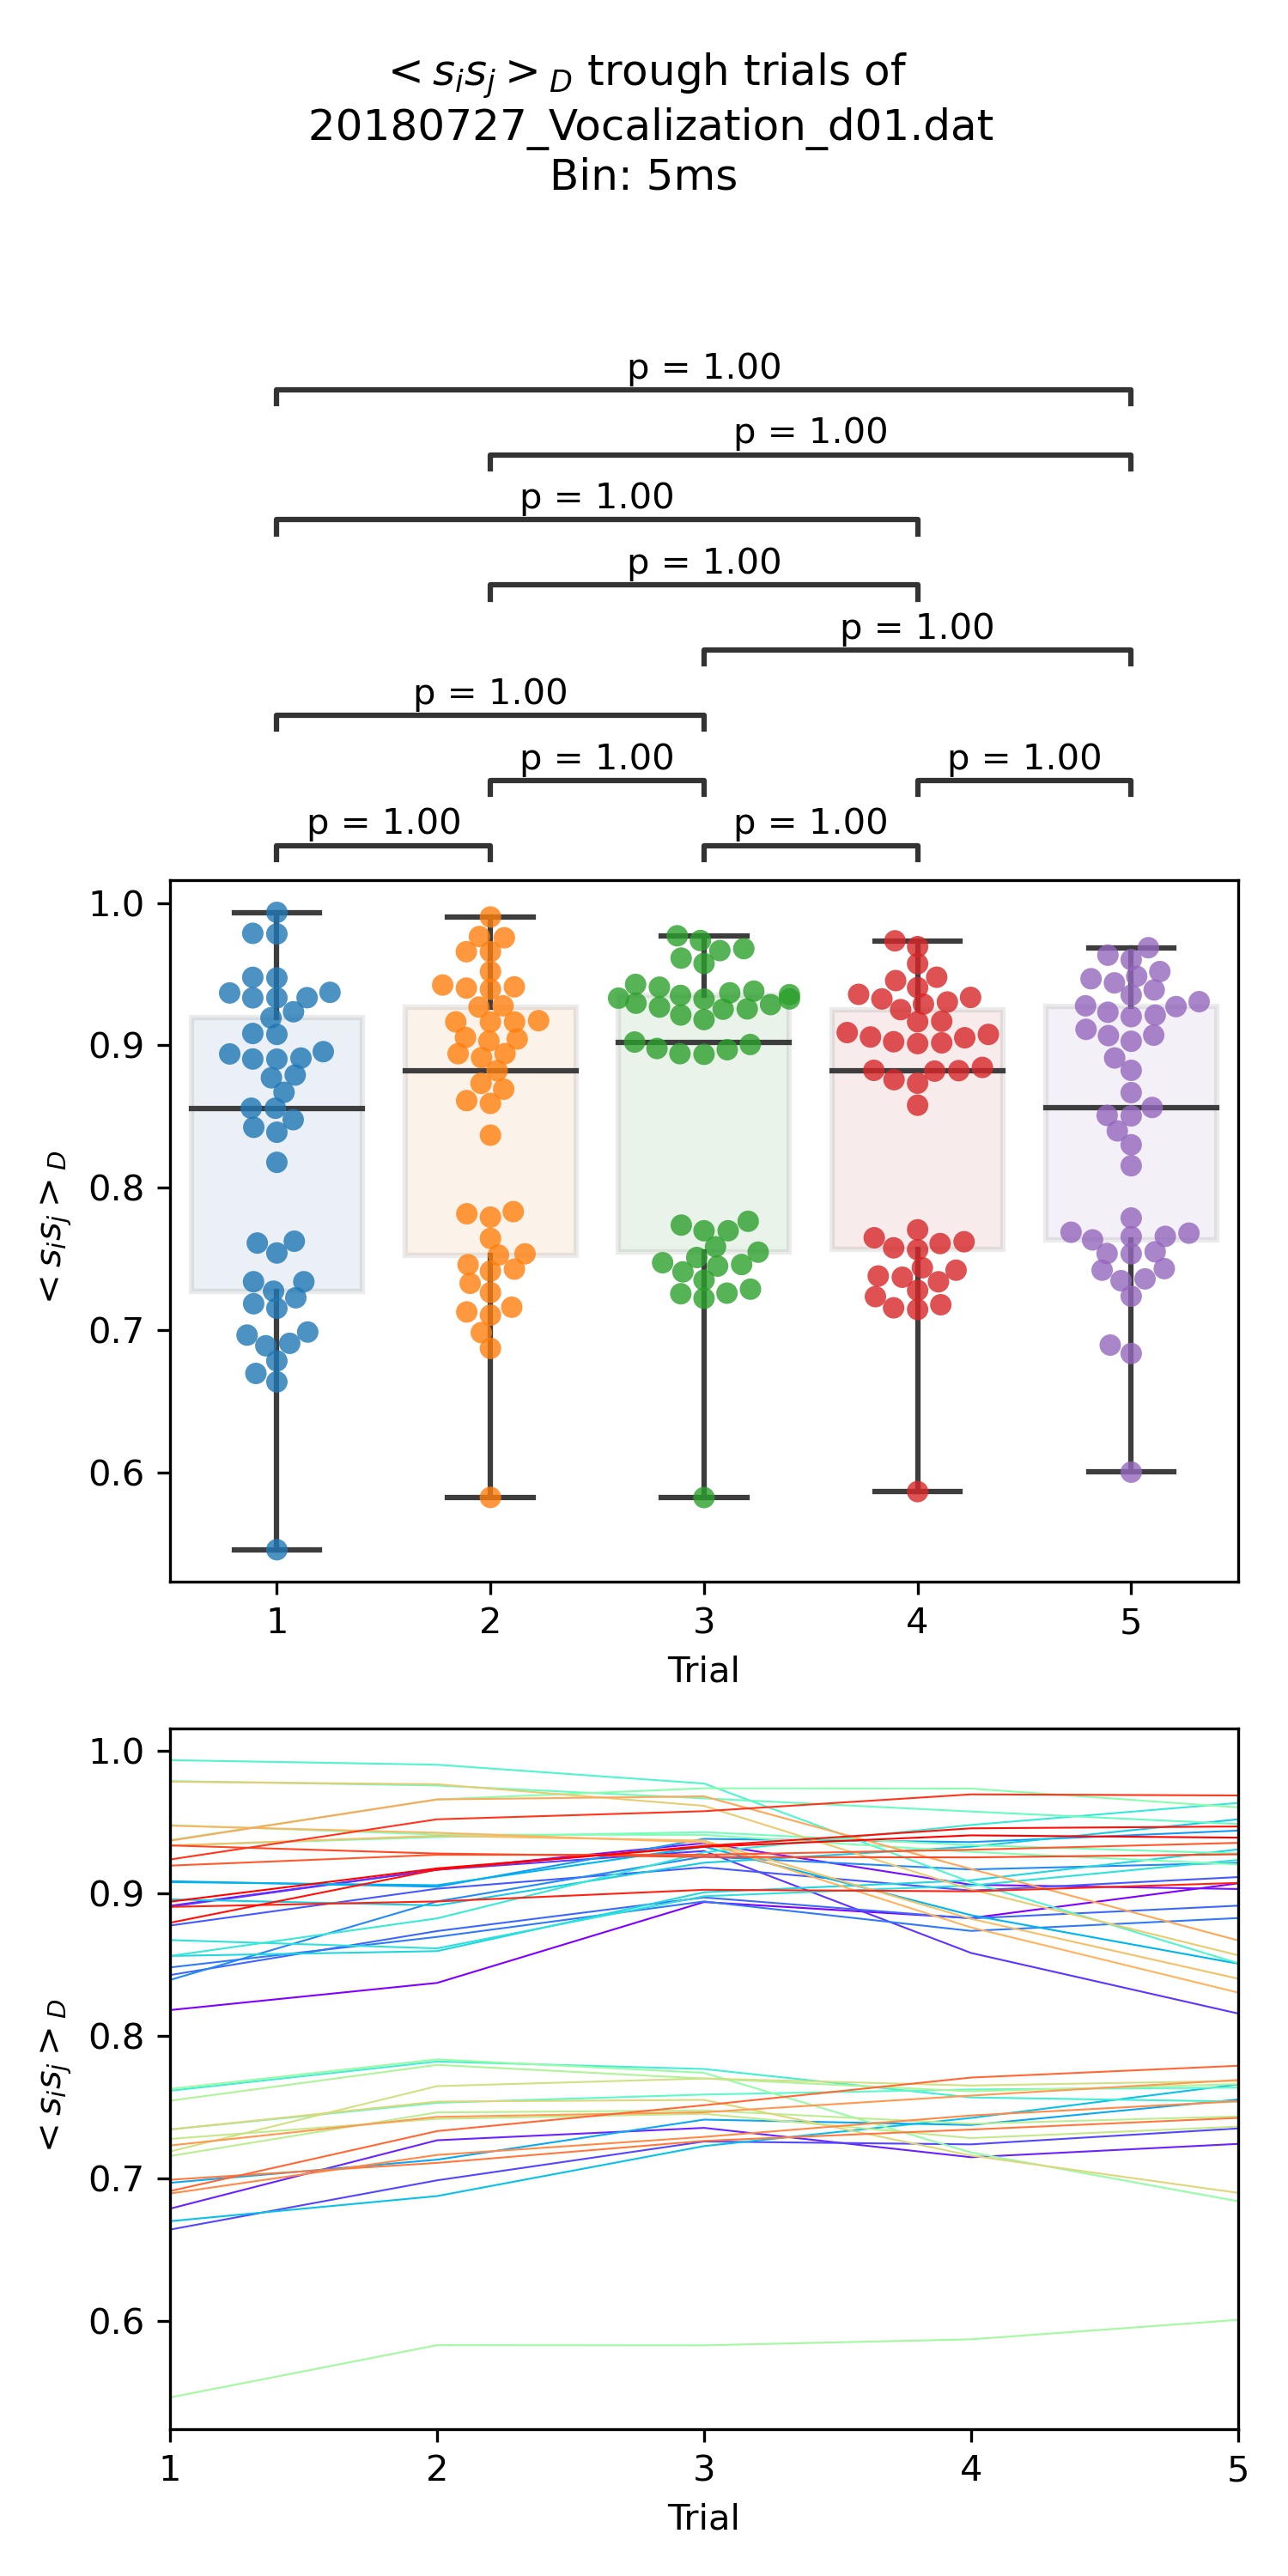 < s_i s_j >_D trough trials of
20180727_Vocalization_d01.dat
Bin: 5ms
p = 1.00
p = 1.00
p = 1.00
p = 1.00
p = 1.00
p = 1.00
p = 1.00 p = 1.00
p = 1.00 p = 1.00
< s_i s_j >_D
1.0
0.9
0.8
0.7
0.6
1 2 3 4 5
Trial
< s_i s_j >_D
1.0
0.9
0.8
0.7
0.6
1 2 3 4 5
Trial